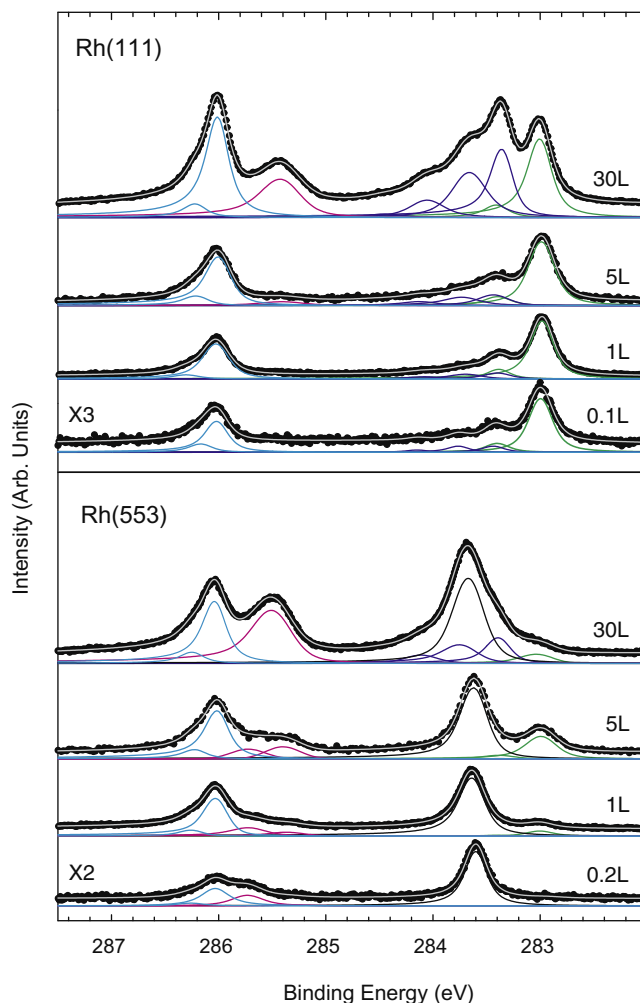 Rh(111)
30L
5L
1L
X3
0.1L
Rh(553)
30L
5L
1L
X2
0.2L
Intensity (Arb. Units)
287
286
285
284
283
Binding Energy (eV)